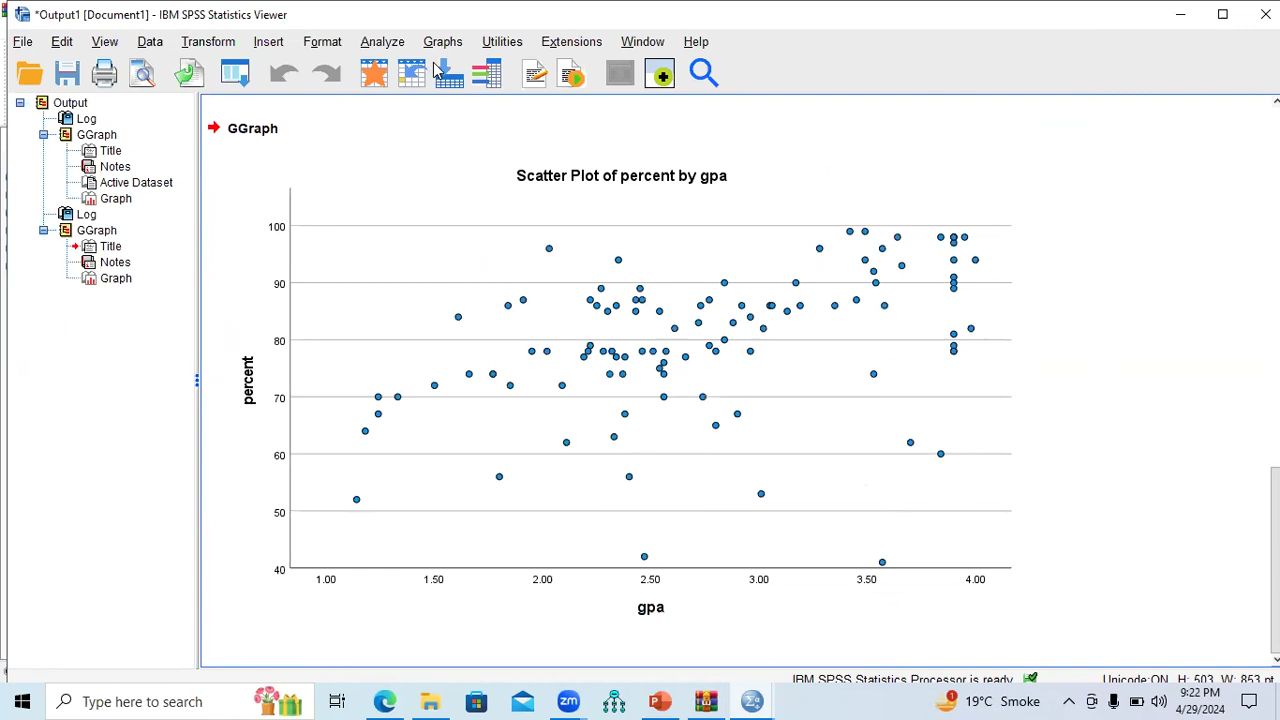 *Output1 [Document1] - IBM SPSS Statistics Viewer
File Edit View Data Transform Insert Format Analyze Graphs Utilities Extensions Window Help
Output
Log
GGraph
Title
Notes
Active Dataset
Graph
Log
GGraph
Title
Notes
Graph
GGraph
Scatter Plot of percent by gpa
percent
100
90
80
70
60
50
40
1.00 1.50 2.00 2.50 3.00 3.50 4.00
gpa
IBM SPSS Statistics Processor is ready Unicode:ON H: 503, W: 853 pt
Type here to search
zm
1
19°C Smoke
9:22 PM
4/29/2024